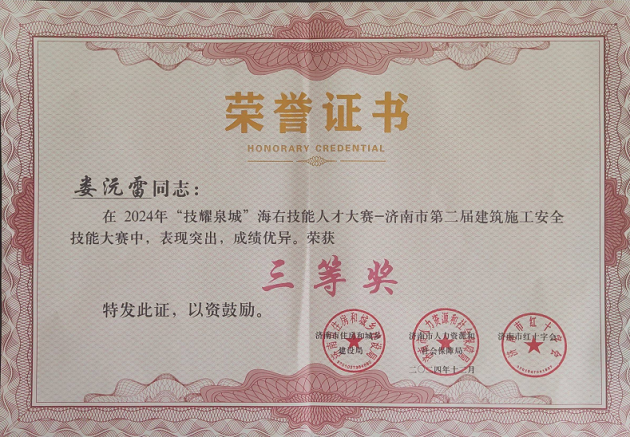 荣誉证书
HONORARY CREDENTIAL
娄沅雷同志：
在 2024年“技耀泉城”海右技能人才大赛-济南市第二届建筑施工安全
技能大赛中，表现突出，成绩优异。荣获
三等奖
特发此证，以资鼓励。
济南市住房和城乡 济南市人力资源和 济南市红十字会
建设局 社会保障局
二〇二四年十二月